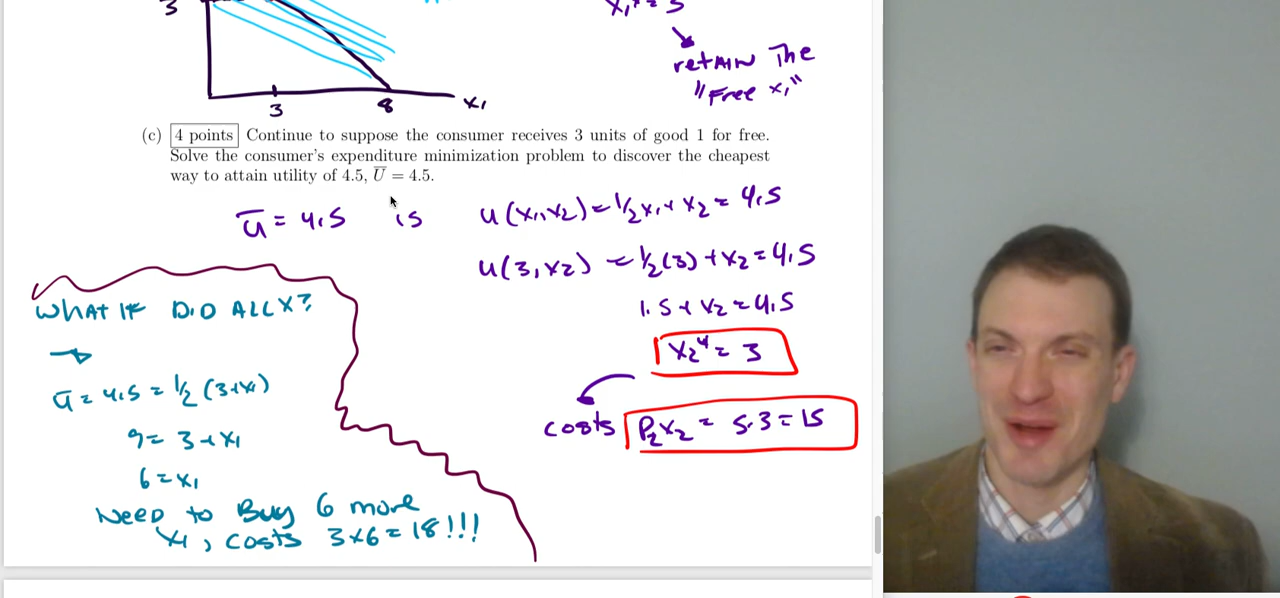 3
3
8
x₁
x₁* = 3
retain The
"Free x₁"
(c) 4 points Continue to suppose the consumer receives 3 units of good 1 for free.
Solve the consumer's expenditure minimization problem to discover the cheapest
way to attain utility of 4.5, U̅ = 4.5.
u̅ = 4.5 is u(x₁,x₂) = 1/2x₁ + x₂ = 4.5
u(3,x₂) = 1/2(3) + x₂ = 4.5
1.5 + x₂ = 4.5
x₂* = 3
costs P₂x₂ = 5·3 = 15
WHAT IF DID ALL X?
→
u̅ = 4.5 = 1/2 (3+x₁)
9 = 3 + x₁
6 = x₁
NEED to Buy 6 more
x₁, costs 3x6 = 18!!!